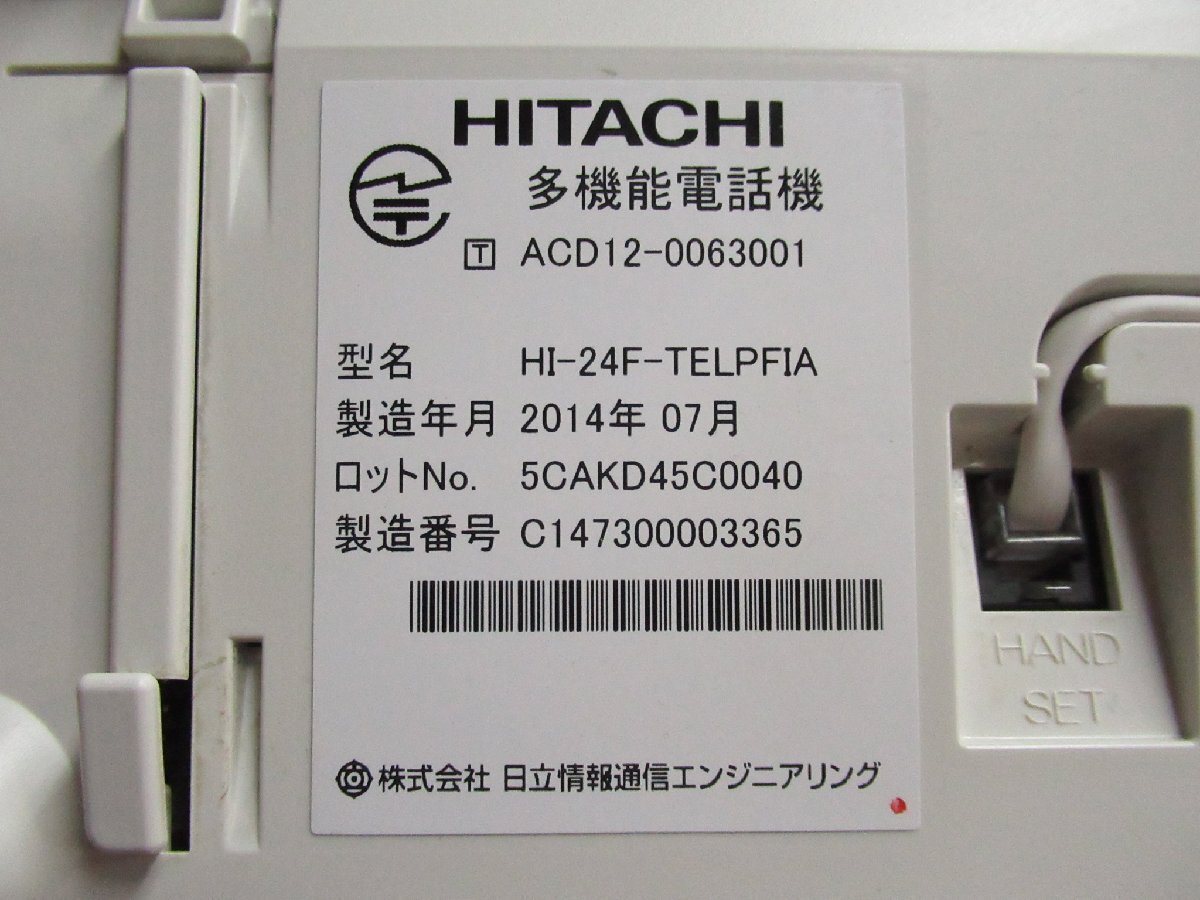 HITACHI
多機能電話機
T ACD12-0063001
型名 HI-24F-TELPFIA
製造年月 2014年 07月
ロットNo. 5CAKD45C0040
製造番号 C147300003365
株式会社 日立情報通信エンジニアリング
HAND
SET